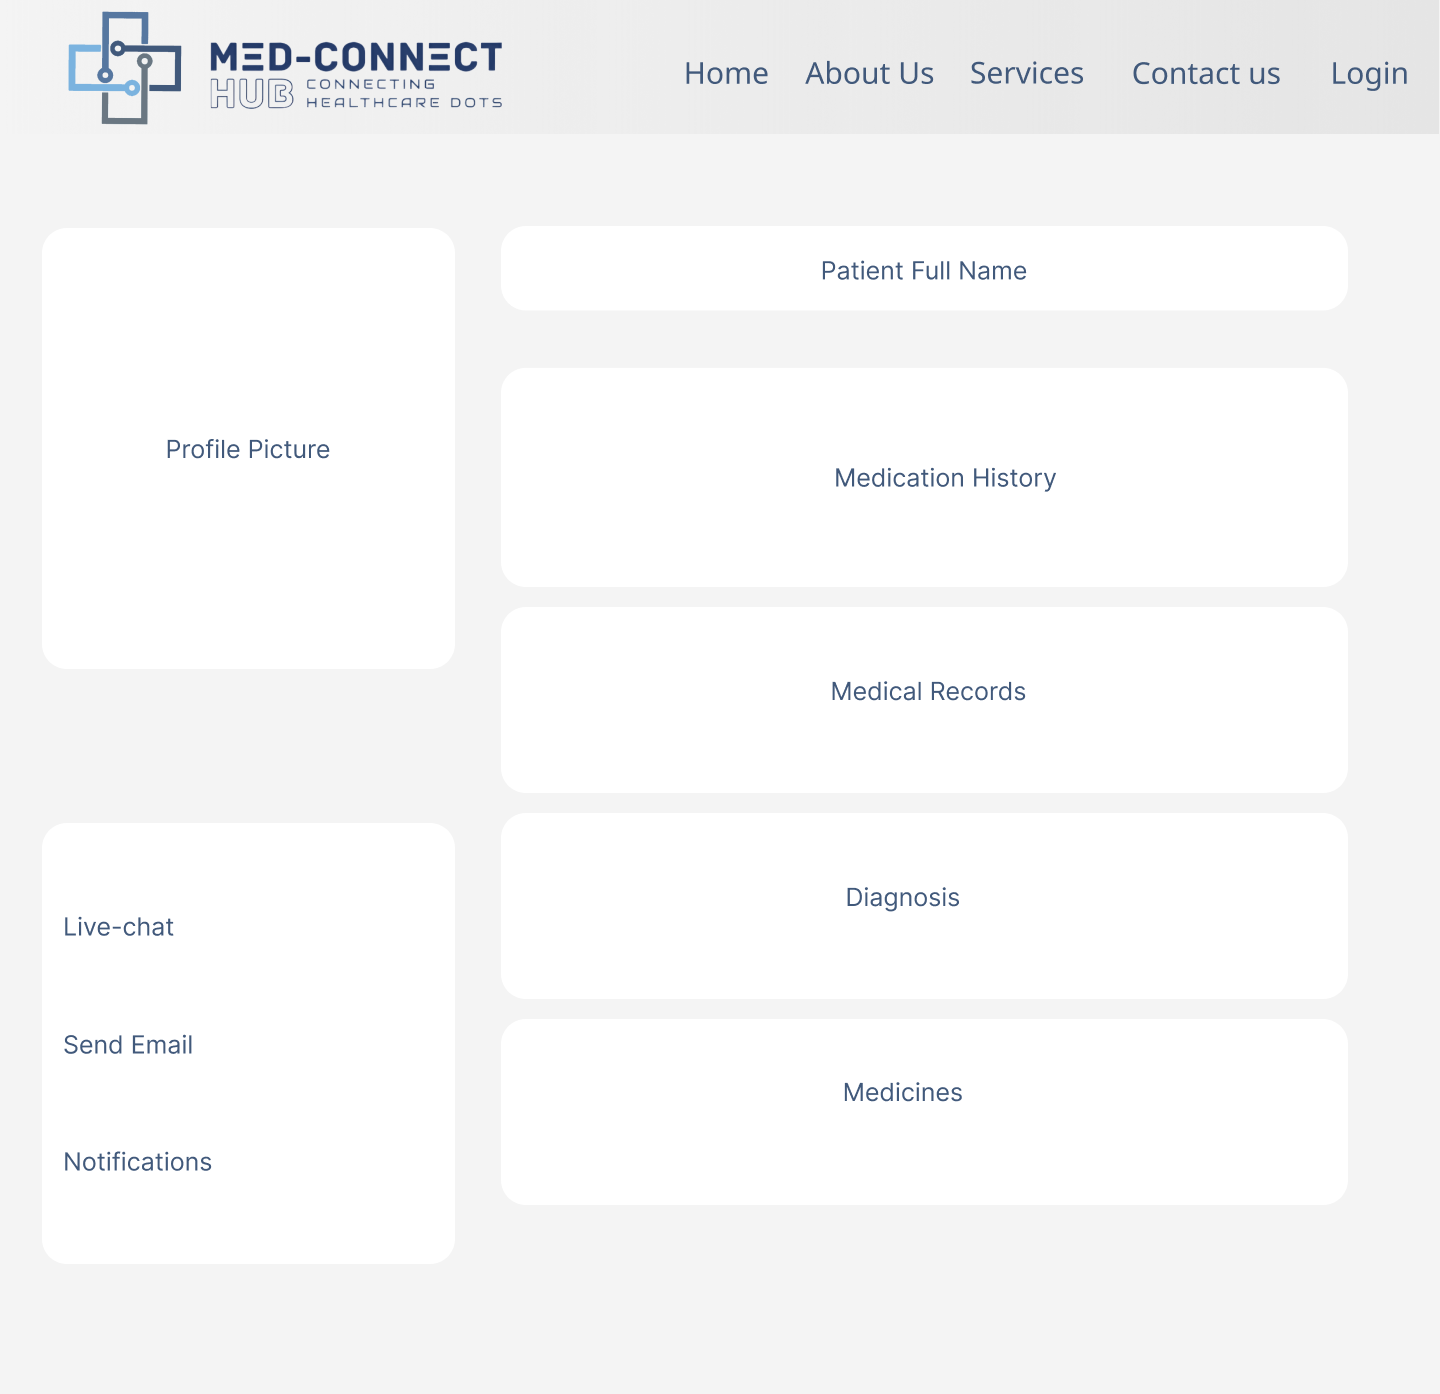 MED-CONNECT
HUB CONNECTING
HEALTHCARE DOTS
Home About Us Services Contact us Login
Profile Picture
Patient Full Name
Medication History
Medical Records
Diagnosis
Medicines
Live-chat
Send Email
Notifications